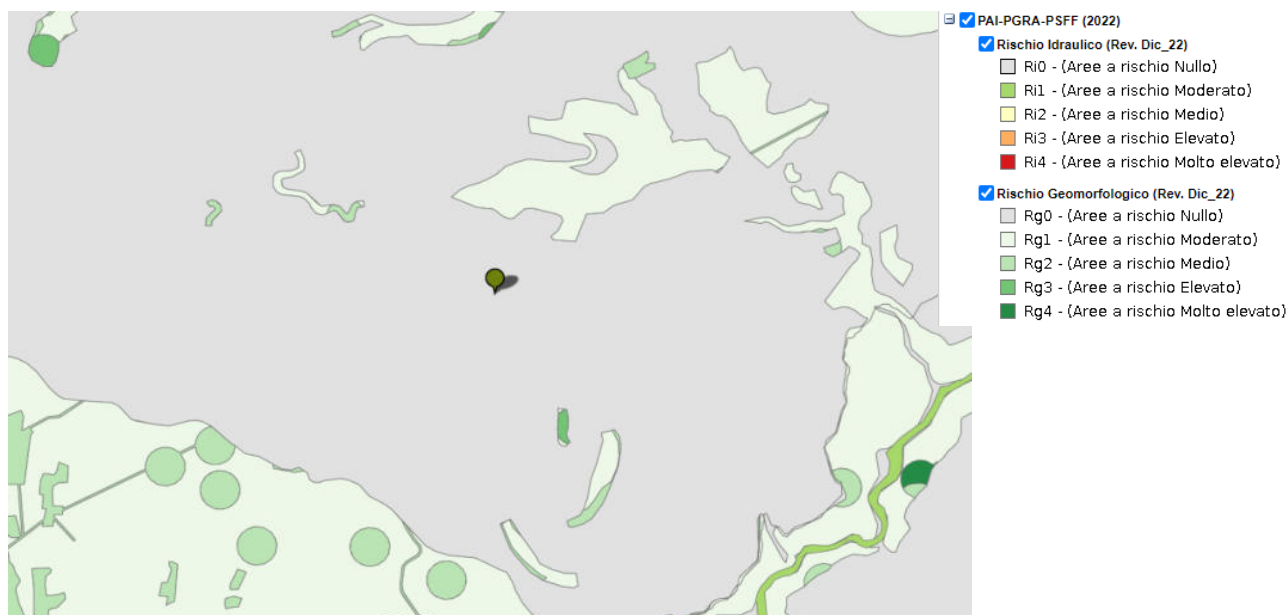 PAI-PGRA-PSFF (2022)
Rischio Idraulico (Rev. Dic_22)
Ri0 - (Aree a rischio Nullo)
Ri1 - (Aree a rischio Moderato)
Ri2 - (Aree a rischio Medio)
Ri3 - (Aree a rischio Elevato)
Ri4 - (Aree a rischio Molto elevato)
Rischio Geomorfologico (Rev. Dic_22)
Rg0 - (Aree a rischio Nullo)
Rg1 - (Aree a rischio Moderato)
Rg2 - (Aree a rischio Medio)
Rg3 - (Aree a rischio Elevato)
Rg4 - (Aree a rischio Molto elevato)